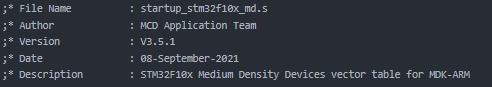 ;* File Name          : startup_stm32f10x_md.s
;* Author             : MCD Application Team
;* Version            : V3.5.1
;* Date               : 08-September-2021
;* Description        : STM32F10x Medium Density Devices vector table for MDK-ARM